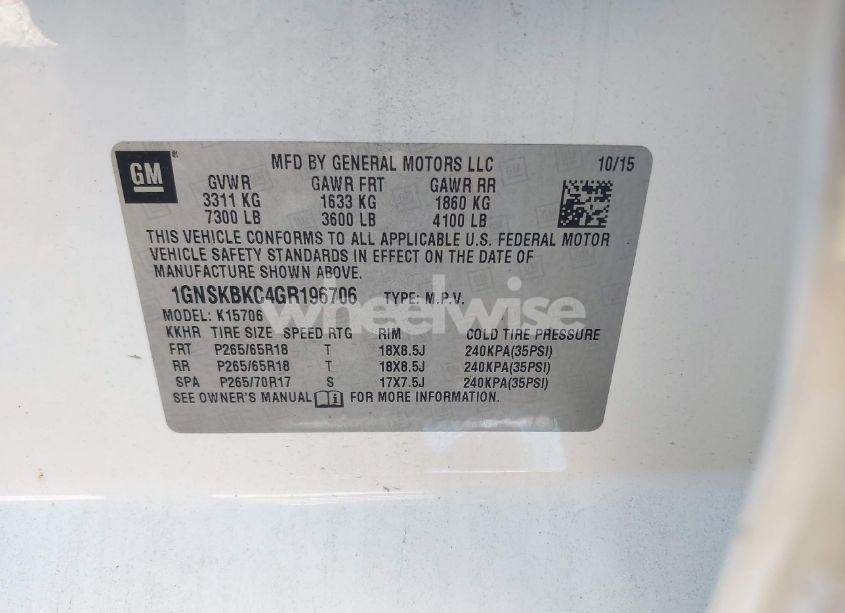 GM
MFD BY GENERAL MOTORS LLC 10/15
GVWR GAWR FRT GAWR RR
3311 KG 1633 KG 1860 KG
7300 LB 3600 LB 4100 LB
THIS VEHICLE CONFORMS TO ALL APPLICABLE U.S. FEDERAL MOTOR
VEHICLE SAFETY STANDARDS IN EFFECT ON THE DATE OF
MANUFACTURE SHOWN ABOVE.
1GNSKBKC4GR196706 TYPE: M.P.V.
wheelwise
MODEL: K15706
KKHR TIRE SIZE SPEED RTG RIM COLD TIRE PRESSURE
FRT P265/65R18 T 18X8.5J 240KPA(35PSI)
RR P265/65R18 T 18X8.5J 240KPA(35PSI)
SPA P265/70R17 S 17X7.5J 240KPA(35PSI)
SEE OWNER'S MANUAL FOR MORE INFORMATION.